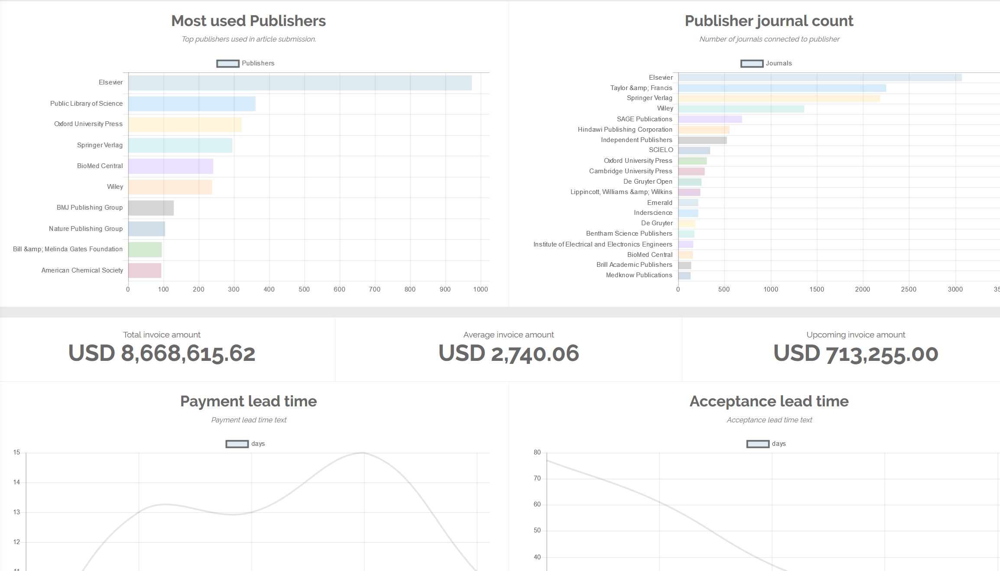 Most used Publishers
Top publishers used in article submission.
Publishers
Elsevier
Public Library of Science
Oxford University Press
Springer Verlag
BioMed Central
Wiley
BMJ Publishing Group
Nature Publishing Group
Bill &amp; Melinda Gates Foundation
American Chemical Society
0 100 200 300 400 500 600 700 800 900 1000
Publisher journal count
Number of journals connected to publisher
Journals
Elsevier
Taylor &amp; Francis
Springer Verlag
Wiley
SAGE Publications
Hindawi Publishing Corporation
Independent Publishers
SCIELO
Oxford University Press
Cambridge University Press
De Gruyter Open
Lippincott, Williams &amp; Wilkins
Emerald
Inderscience
De Gruyter
Bentham Science Publishers
Institute of Electrical and Electronics Engineers
BioMed Central
Brill Academic Publishers
Medknow Publications
0 500 1000 1500 2000 2500 3000
Total invoice amount
USD 8,668,615.62
Average invoice amount
USD 2,740.06
Upcoming invoice amount
USD 713,255.00
Payment lead time
Payment lead time text
days
15
14
13
12
Acceptance lead time
Acceptance lead time text
days
80
70
60
50
40